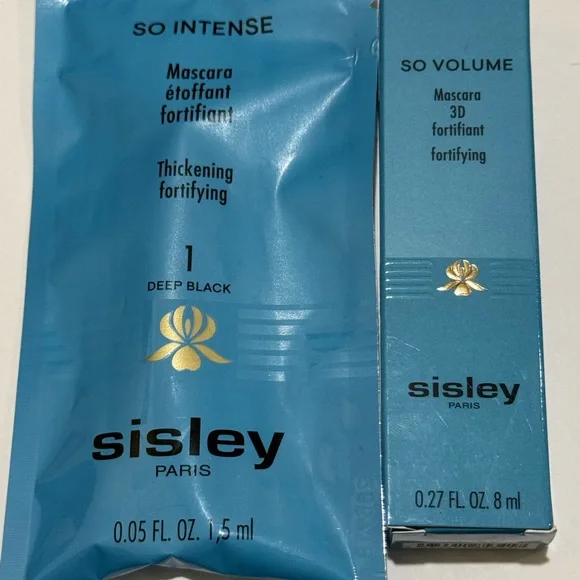 SO INTENSE
Mascara
étoffant
fortifiant
Thickening
fortifying
1
DEEP BLACK
sisley
PARIS
0.05 FL. OZ. 1,5 ml
SO VOLUME
Mascara
3D
fortifiant
fortifying
sisley
PARIS
0.27 FL. OZ. 8 ml